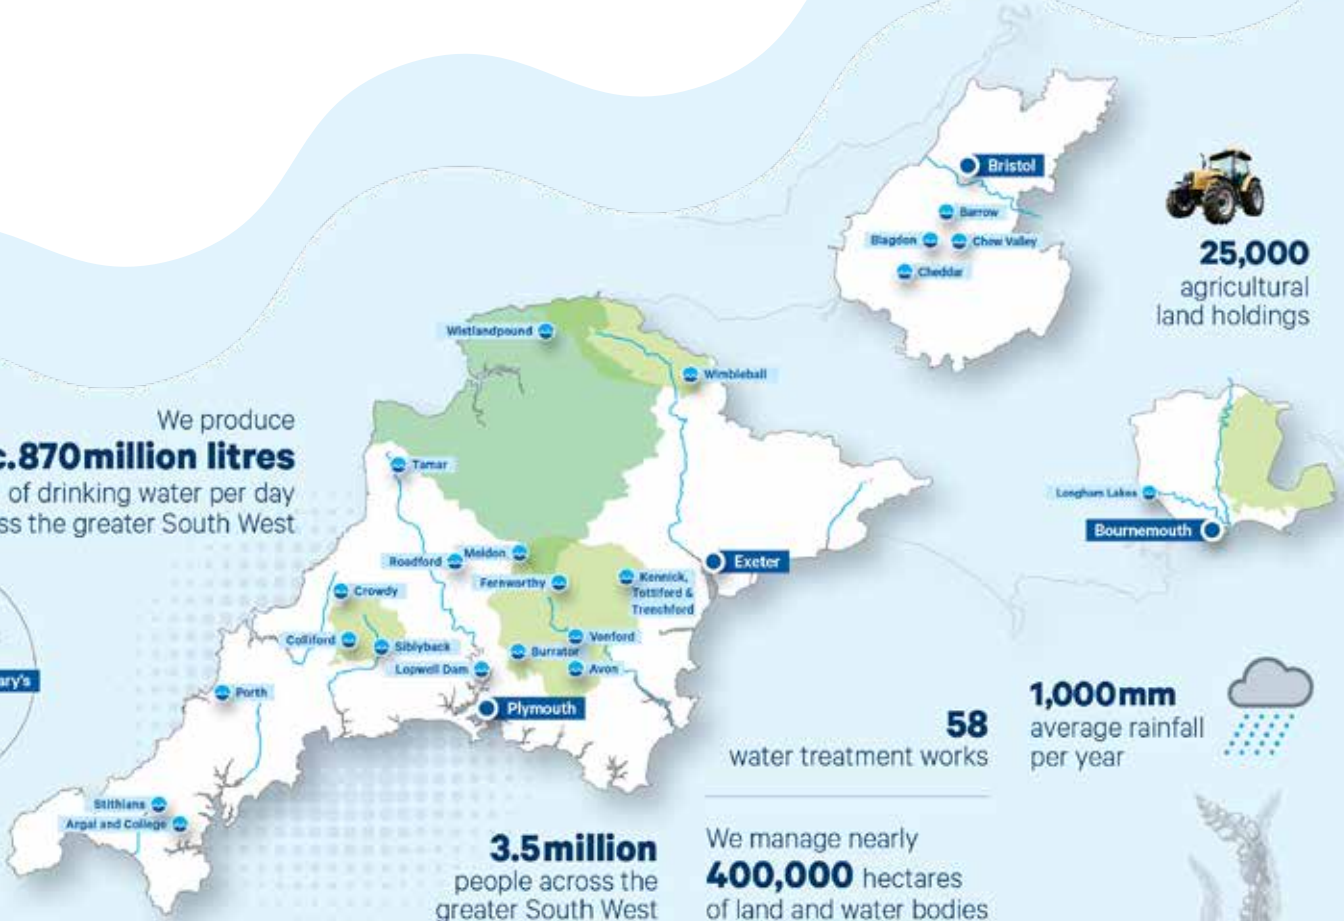 Bristol
Barrow
Blagdon
Chew Valley
Cheddar
25,000
agricultural
land holdings
Wistlandpound
Wimbleball
We produce
c.870million litres
of drinking water per day
ss the greater South West
Tamar
Longham Lakes
Bournemouth
Meldon
Roadford
Exeter
Fernworthy
Kennick,
Tottiford &
Trenchford
Crowdy
Colliford
Siblyback
Venford
Burrator
Lopwell Dam
Avon
ary's
Porth
Plymouth
58
water treatment works
1,000mm
average rainfall
per year
Stithians
Argal and College
3.5million
people across the
greater South West
We manage nearly
400,000 hectares
of land and water bodies